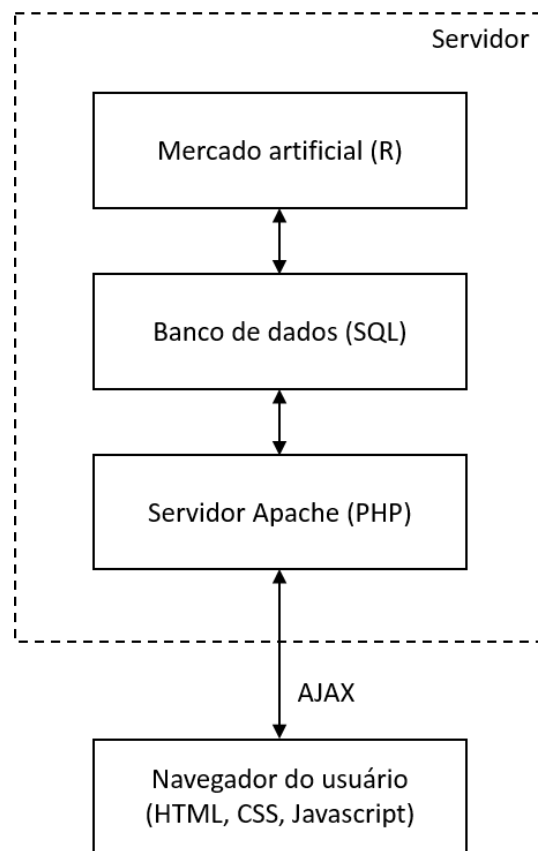 Servidor
Mercado artificial (R)
Banco de dados (SQL)
Servidor Apache (PHP)
AJAX
Navegador do usuário
(HTML, CSS, Javascript)